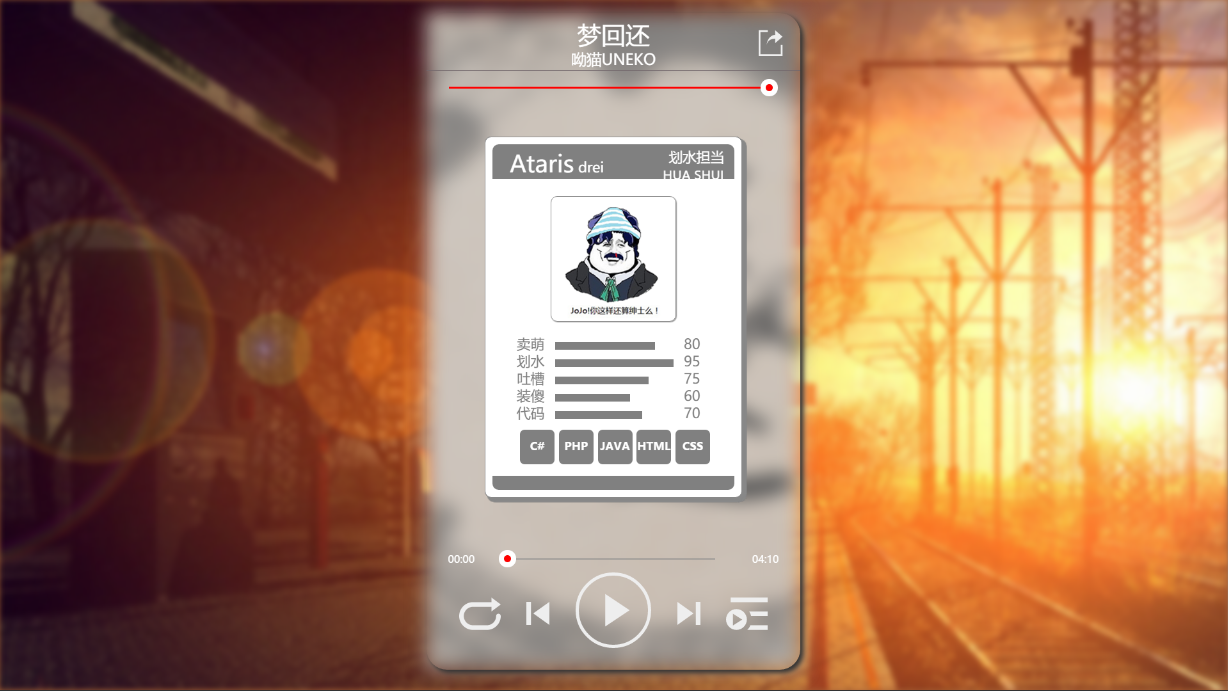 梦回还
呦猫UNEKO
Ataris drei
划水担当
HUA SHUI
JoJo!你这样还算绅士么！
卖萌 80
划水 95
吐槽 75
装傻 60
代码 70
C# PHP JAVA HTML CSS
00:00 04:10